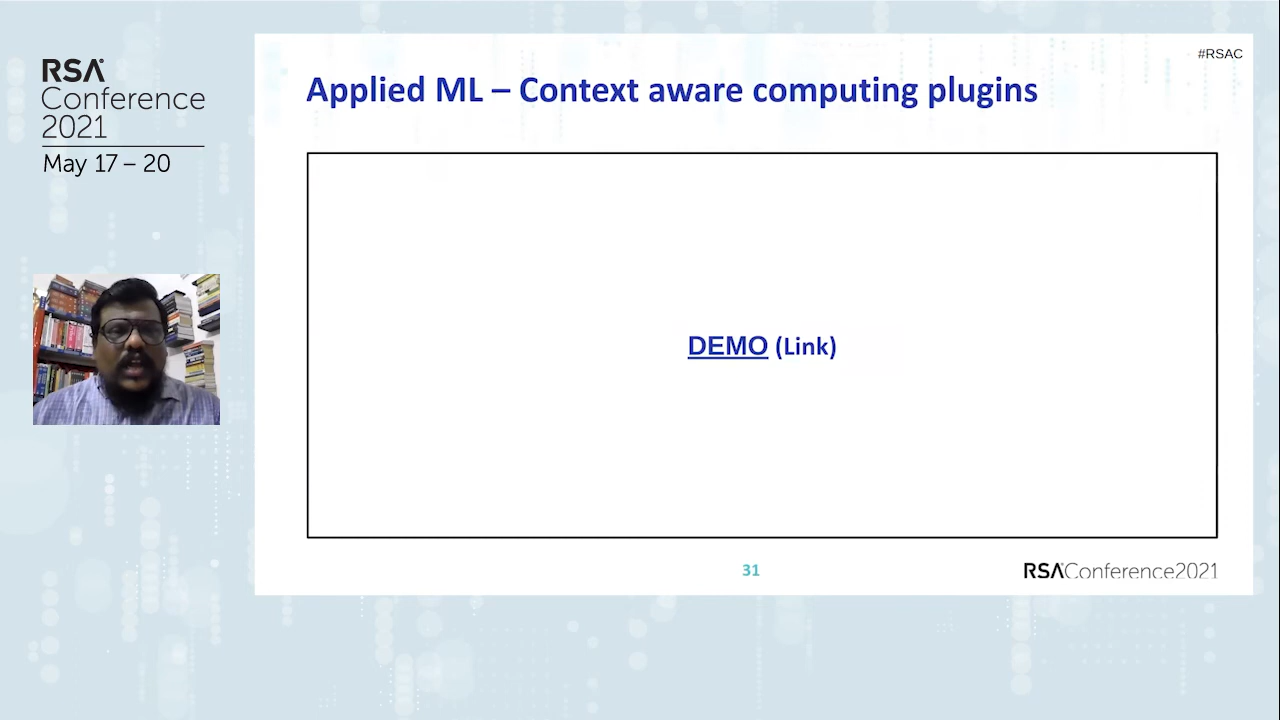 RSA
Conference
2021
May 17 – 20
#RSAC
Applied ML – Context aware computing plugins
DEMO (Link)
31
RSAConference2021